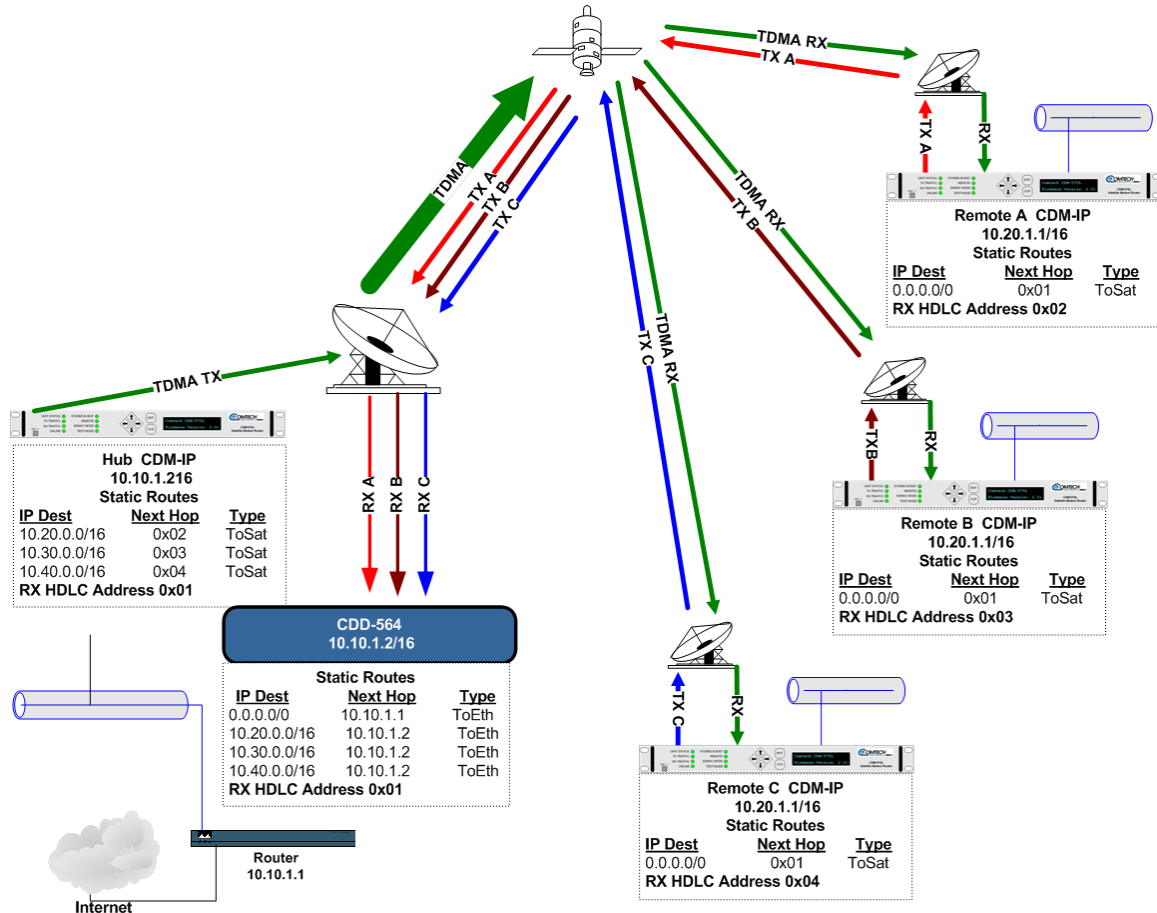 TDMA RX
TX A
TDMA
TX A
TX B
TX C
TDMA RX
TX B
TX C
TDMA RX
TX A
RX
COMTECH
Remote A CDM-IP
10.20.1.1/16
Static Routes
IP Dest Next Hop Type
0.0.0.0/0 0x01 ToSat
RX HDLC Address 0x02
TDMA TX
COMTECH
Hub CDM-IP
10.10.1.216
Static Routes
IP Dest Next Hop Type
10.20.0.0/16 0x02 ToSat
10.30.0.0/16 0x03 ToSat
10.40.0.0/16 0x04 ToSat
RX HDLC Address 0x01
RX A
RX B
RX C
TXB
RX
COMTECH
Remote B CDM-IP
10.20.1.1/16
Static Routes
IP Dest Next Hop Type
0.0.0.0/0 0x01 ToSat
RX HDLC Address 0x03
CDD-564
10.10.1.2/16
Static Routes
IP Dest Next Hop Type
0.0.0.0/0 10.10.1.1 ToEth
10.20.0.0/16 10.10.1.2 ToEth
10.30.0.0/16 10.10.1.2 ToEth
10.40.0.0/16 10.10.1.2 ToEth
RX HDLC Address 0x01
TX C
RX
COMTECH
Remote C CDM-IP
10.20.1.1/16
Static Routes
IP Dest Next Hop Type
0.0.0.0/0 0x01 ToSat
RX HDLC Address 0x04
Router
10.10.1.1
Internet